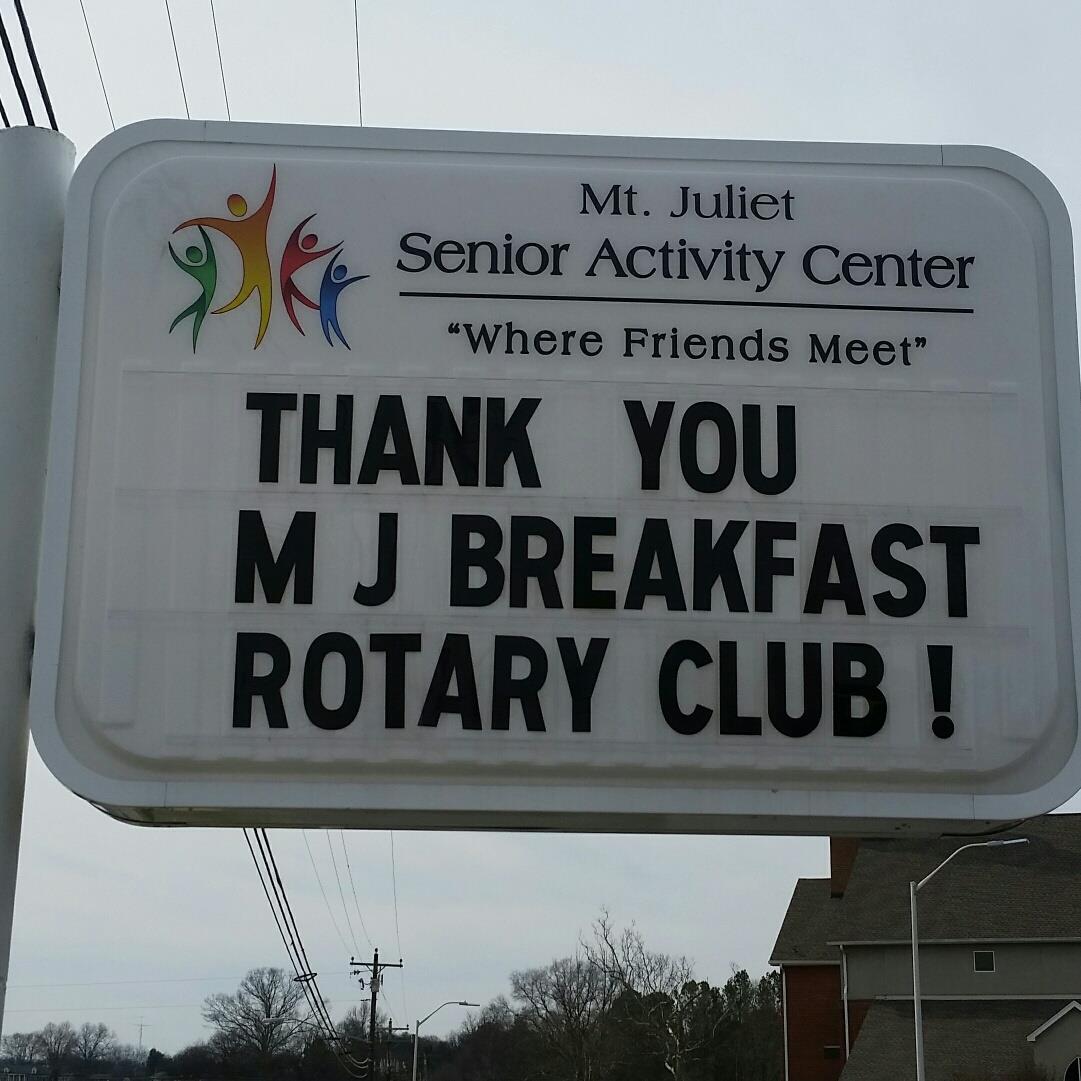 Mt. Juliet
Senior Activity Center
“Where Friends Meet”
THANK YOU
M J BREAKFAST
ROTARY CLUB !